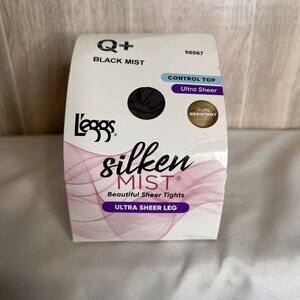 Q+
98067
BLACK MIST
CONTROL TOP
Ultra Sheer
RUN
RESISTANT
L'eggs®
silken
MIST®
Beautiful Sheer Tights
ULTRA SHEER LEG